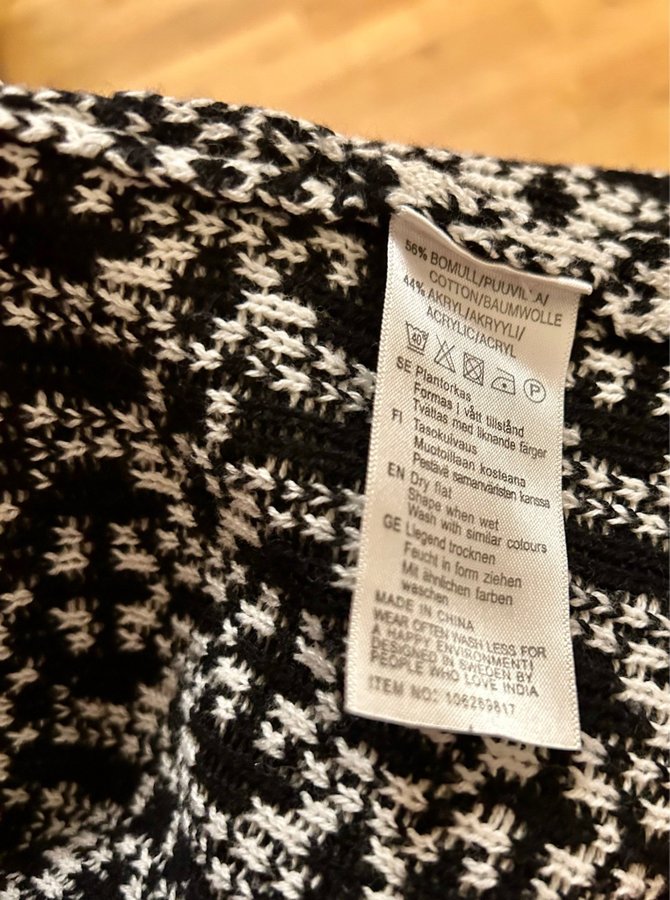 56% BOMULL/PUUVILLA/
COTTON/BAUMWOLLE
44% AKRYL/AKRYYLI/
ACRYLIC/ACRYL
40
P
SE Plantorkas
Formas i vått tillstånd
Tvättas med liknande färger
FI Tasokuivaus
Muotoillaan kosteana
Pestävä samanväristen kanssa
EN Dry flat
Shape when wet
Wash with similar colours
GE Liegend trocknen
Feucht in form ziehen
Mit ähnlichen farben
waschen
MADE IN CHINA
WEAR OFTEN WASH LESS FOR
A HAPPY ENVIRONMENT!
DESIGNED IN SWEDEN BY
PEOPLE WHO LOVE INDIA
ITEM NO: 106289817